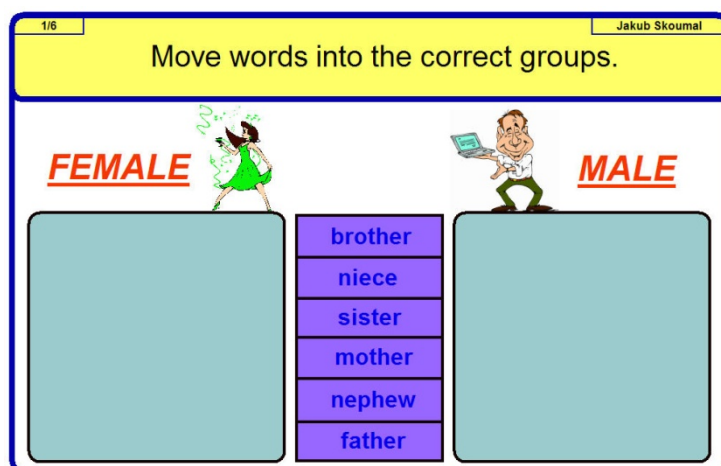 1/6
Jakub Skoumal
Move words into the correct groups.
FEMALE
MALE
brother
niece
sister
mother
nephew
father